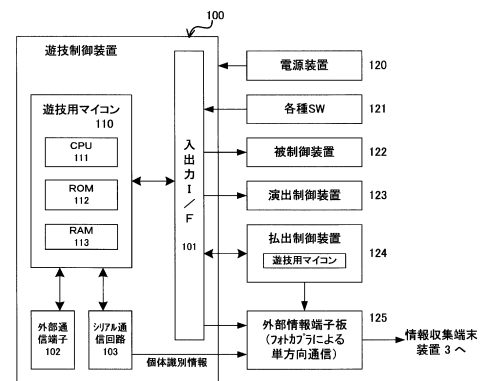 100
遊技制御装置
遊技用マイコン
110
CPU
111
ROM
112
RAM
113
入出力I/F
101
外部通
信端子
102
シリアル通
信回路
103
個体識別情報
電源装置
120
各種SW
121
被制御装置
122
演出制御装置
123
払出制御装置
遊技用マイコン
124
外部情報端子板
(フォトカプラによる
単方向通信)
125
情報収集端末
装置3へ